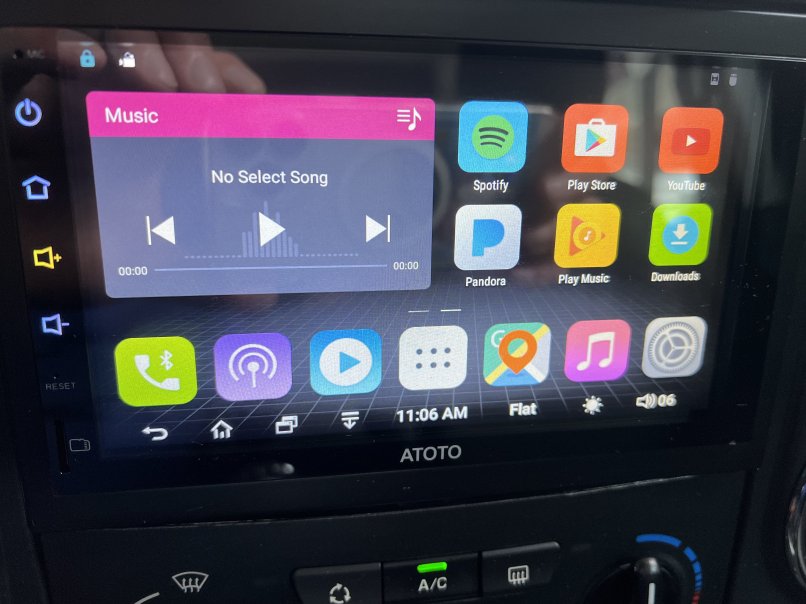 MIC
Music
No Select Song
00:00
00:00
Spotify
Play Store
YouTube
Pandora
Play Music
Downloads
G
RESET
11:06 AM
Flat
06
ATOTO
A/C